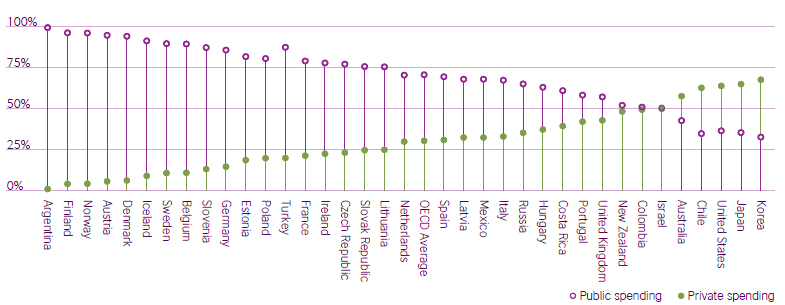 100%
75%
50%
25%
0%
Argentina
Finland
Norway
Austria
Denmark
Iceland
Sweden
Belgium
Slovenia
Germany
Estonia
Poland
Turkey
France
Ireland
Czech Republic
Slovak Republic
Lithuania
Netherlands
OECD Average
Spain
Latvia
Mexico
Italy
Russia
Hungary
Costa Rica
Portugal
United Kingdom
New Zealand
Colombia
Israel
Australia
Chile
United States
Japan
Korea
Public spending
Private spending